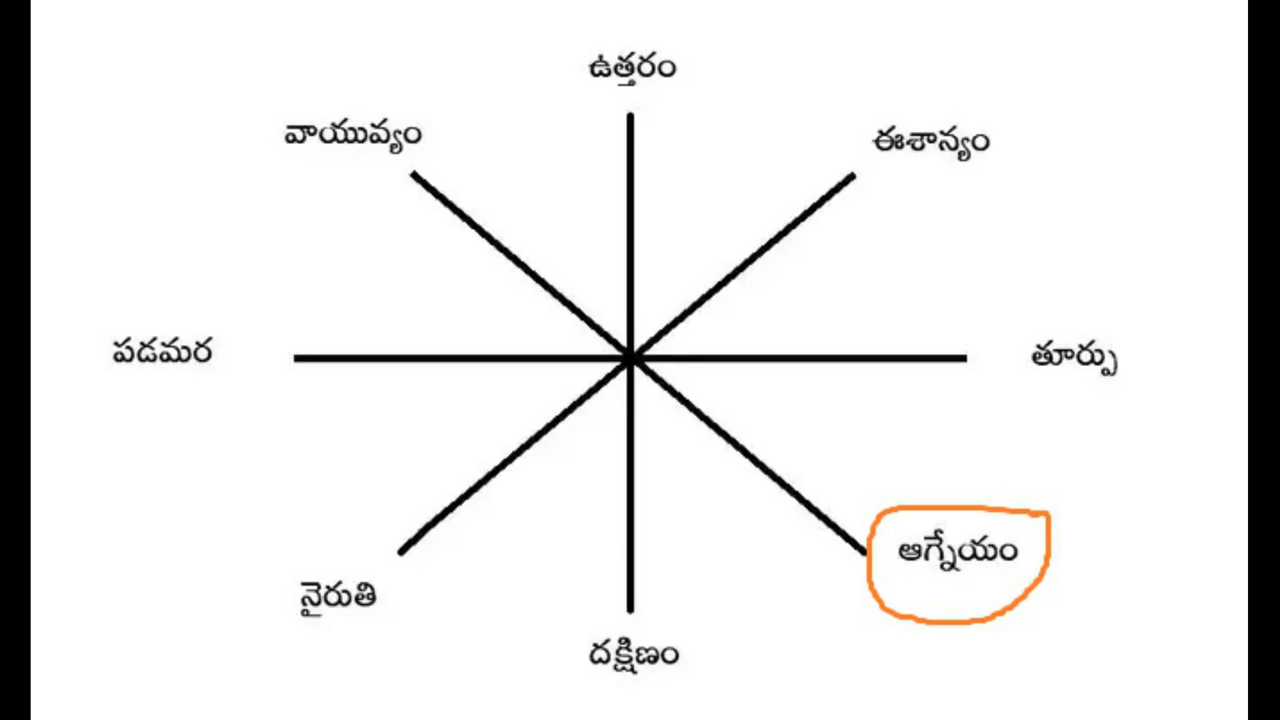 ఉత్తరం
వాయువ్యం
ఈశాన్యం
పడమర
తూర్పు
ఆగ్నేయం
నైరుతి
దక్షిణం